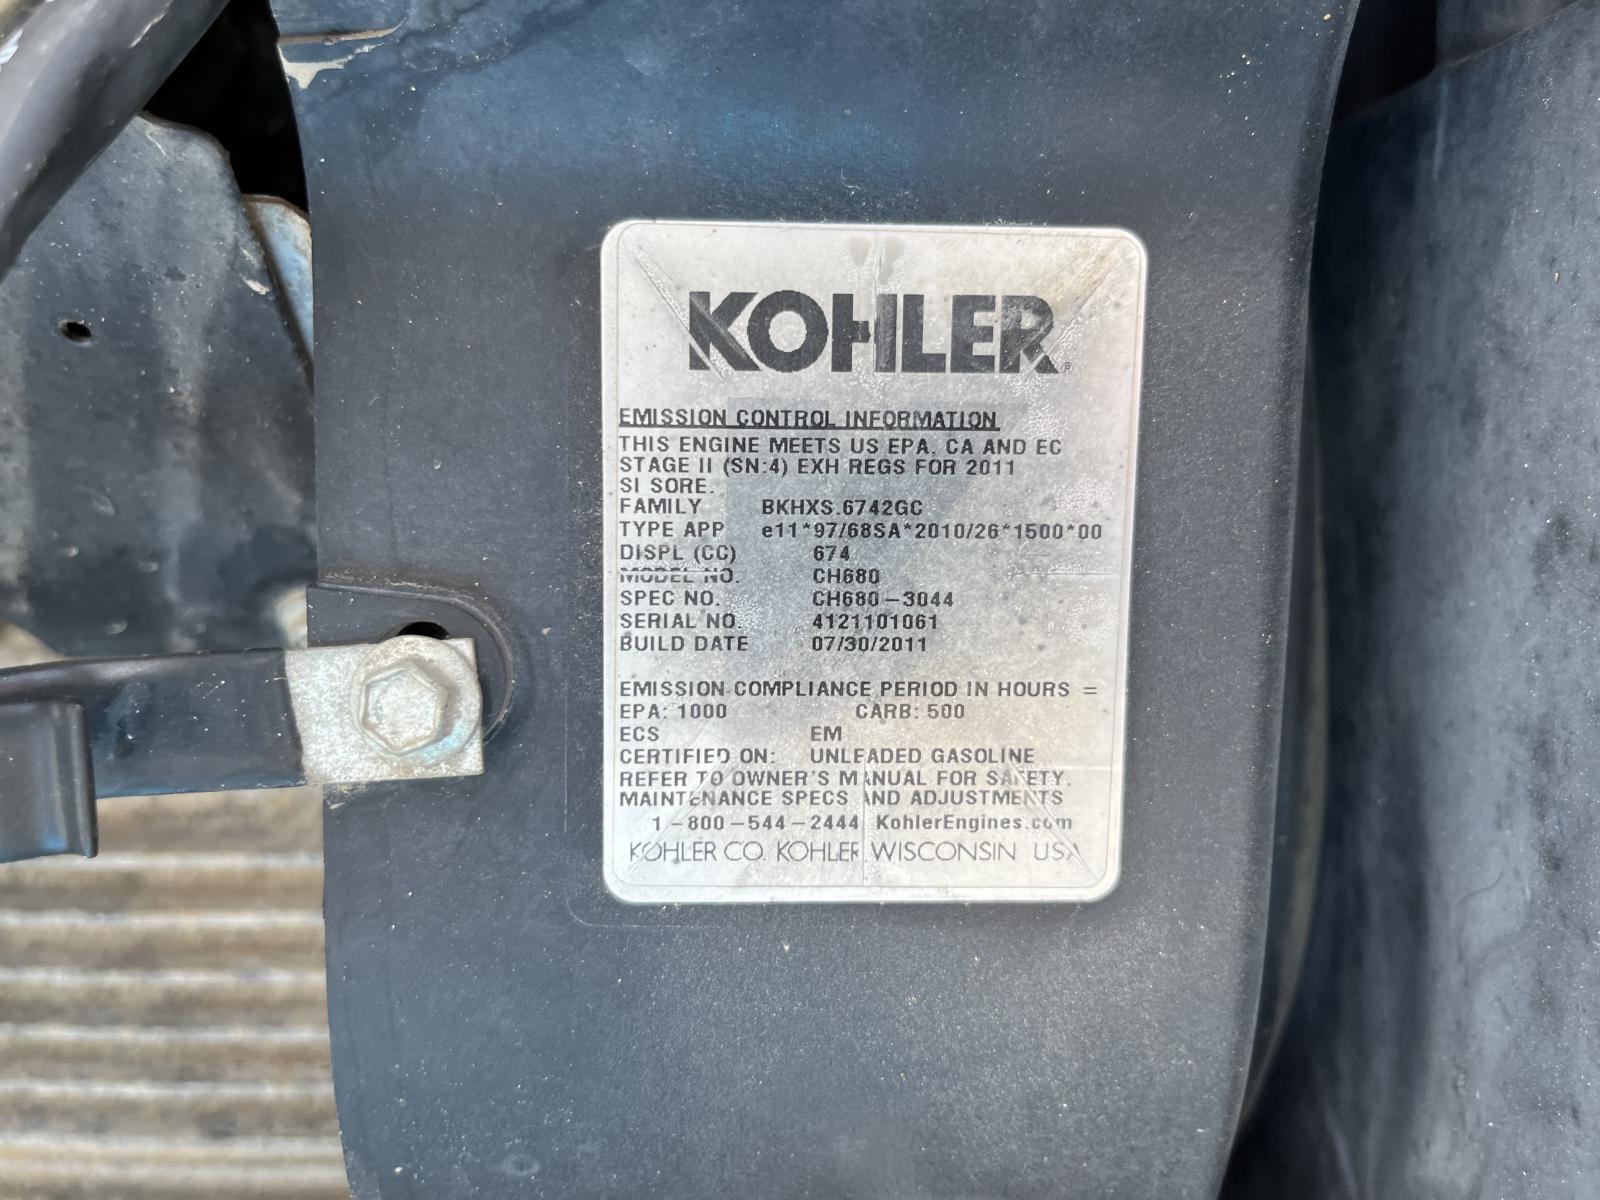 KOHLER®
EMISSION CONTROL INFORMATION
THIS ENGINE MEETS US EPA, CA AND EC
STAGE II (SN:4) EXH REGS FOR 2011
SI SORE.
FAMILY BKHXS.6742GC
TYPE APP e11*97/68SA*2010/26*1500*00
DISPL (CC) 674
MODEL NO. CH680
SPEC NO. CH680-3044
SERIAL NO. 4121101061
BUILD DATE 07/30/2011
EMISSION COMPLIANCE PERIOD IN HOURS =
EPA: 1000 CARB: 500
ECS EM
CERTIFIED ON: UNLEADED GASOLINE
REFER TO OWNER'S MANUAL FOR SAFETY.
MAINTENANCE SPECS AND ADJUSTMENTS
1-800-544-2444 KohlerEngines.com
KOHLER CO. KOHLER WISCONSIN USA